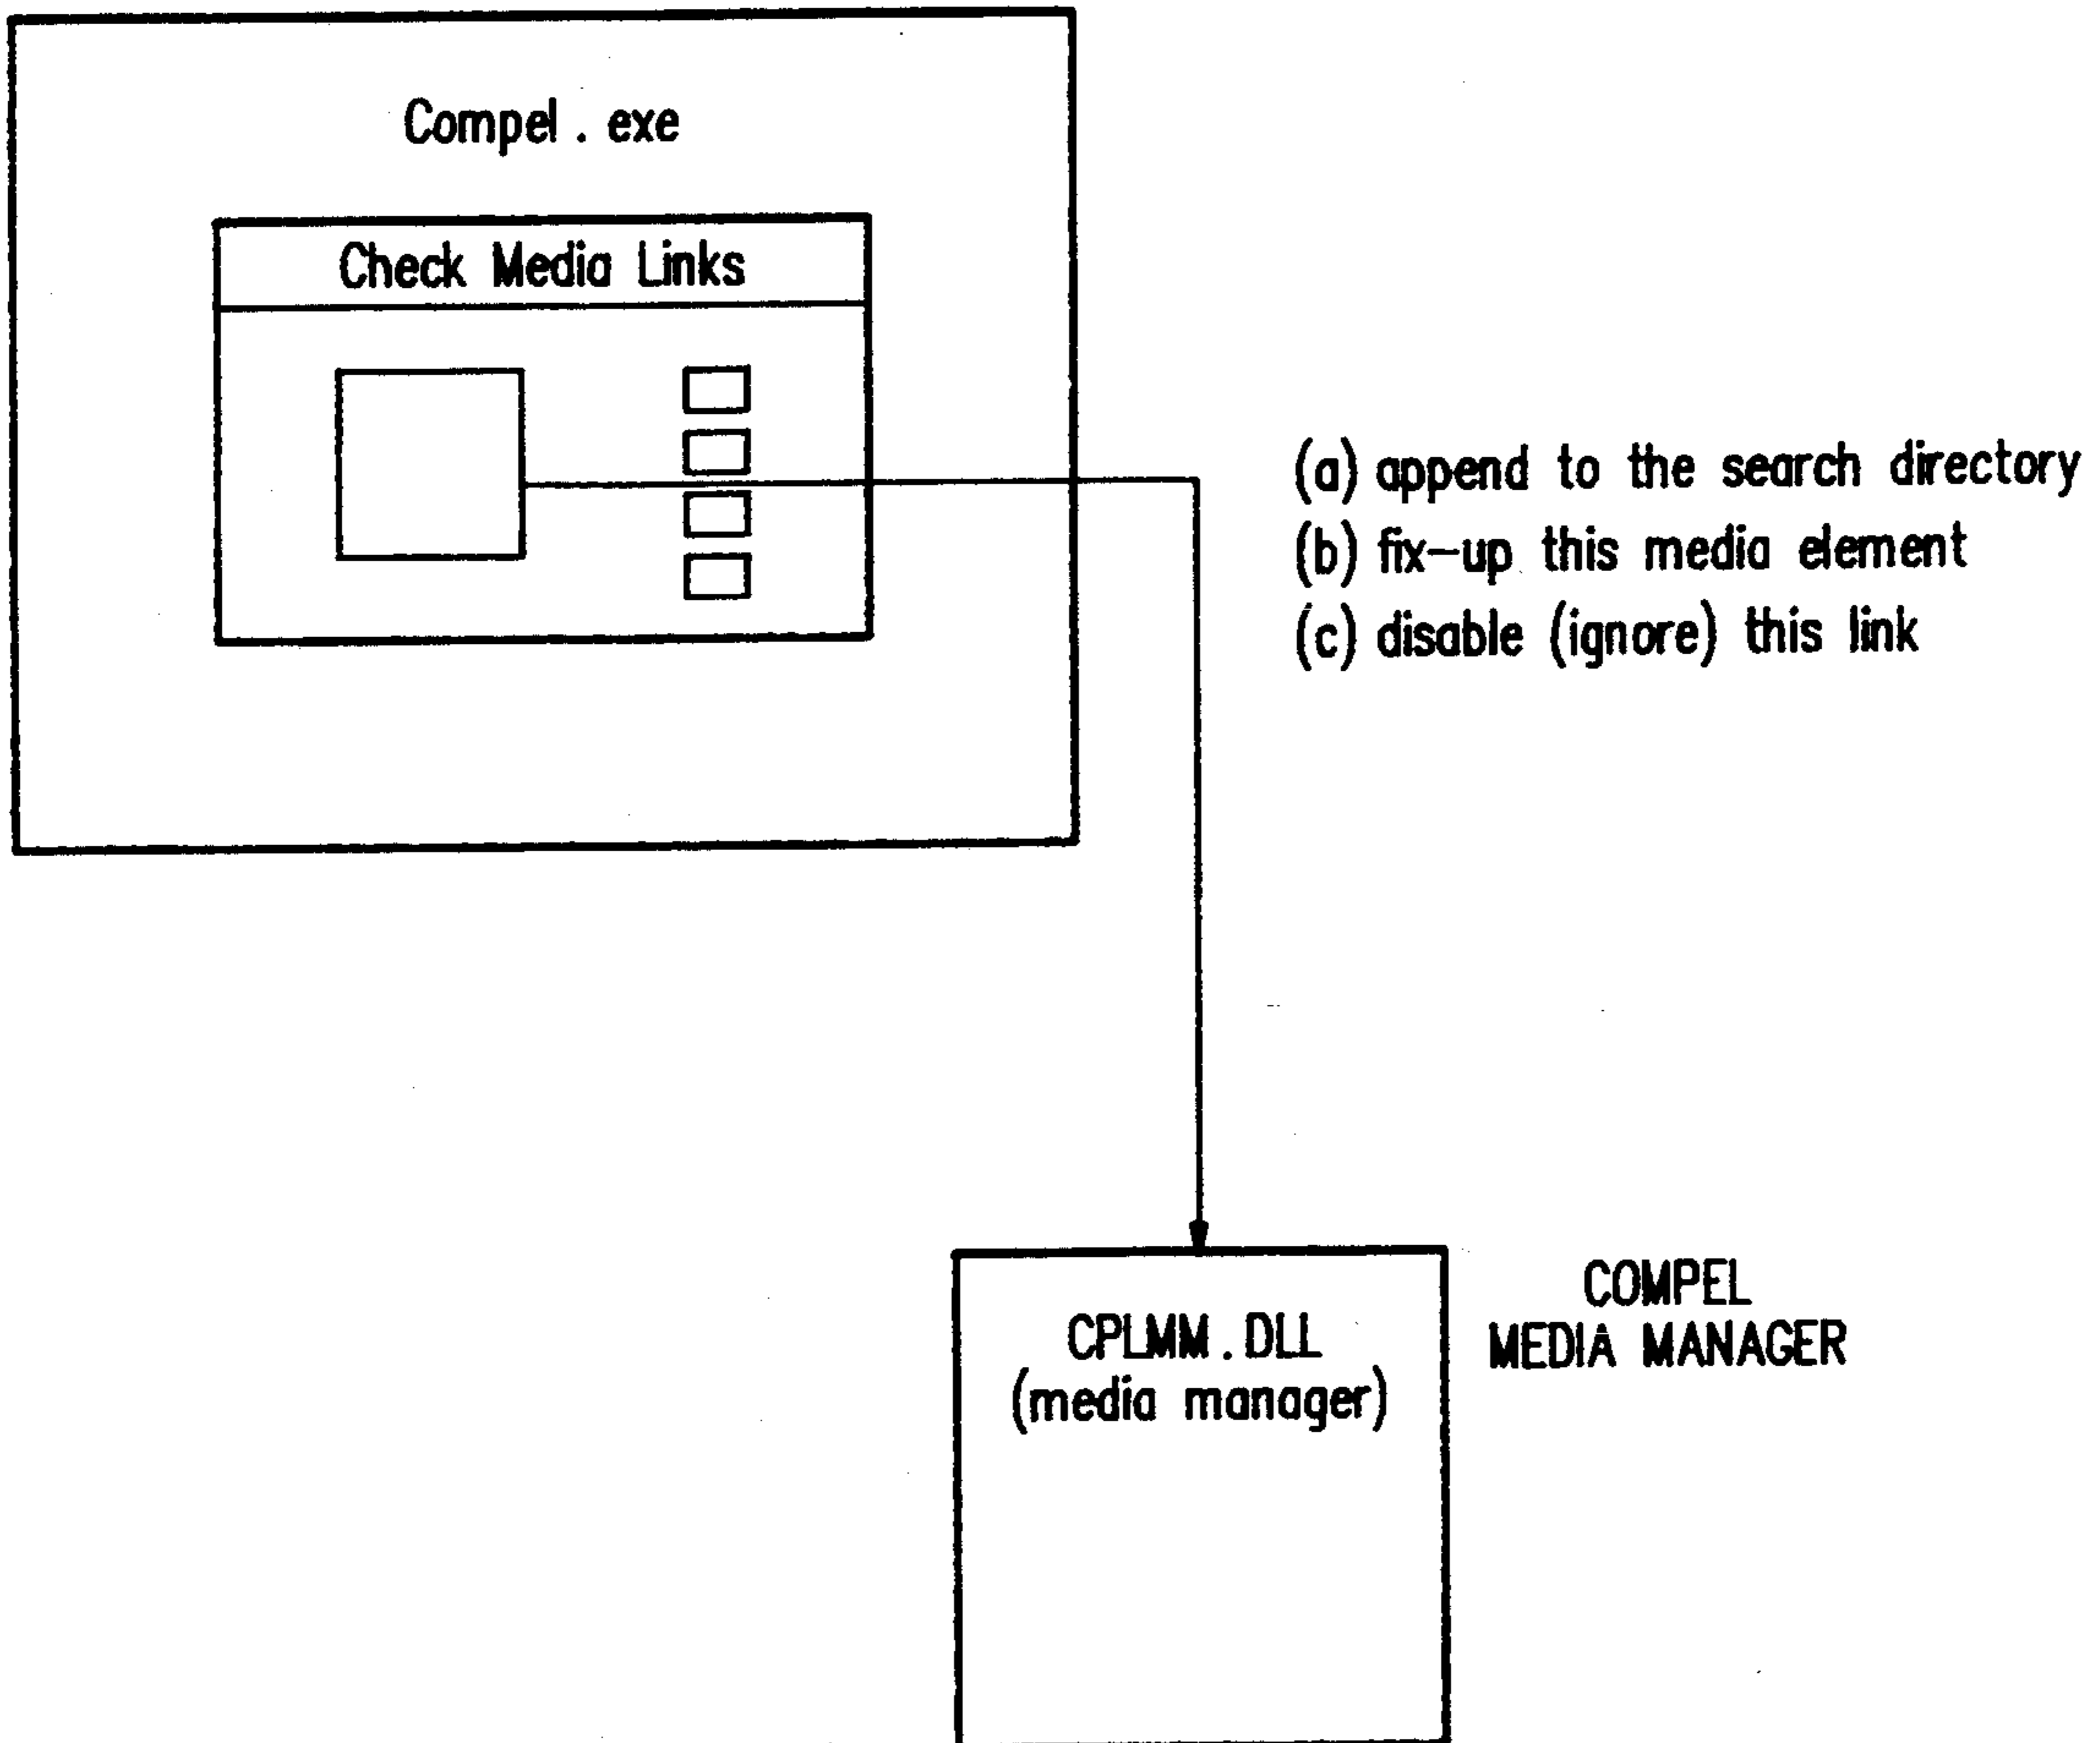 Compel . exe
Check Media Links
(a) append to the search directory
(b) fix-up this media element
(c) disable (ignore) this link
CPLMM . DLL
(media manager)
COMPEL
MEDIA MANAGER